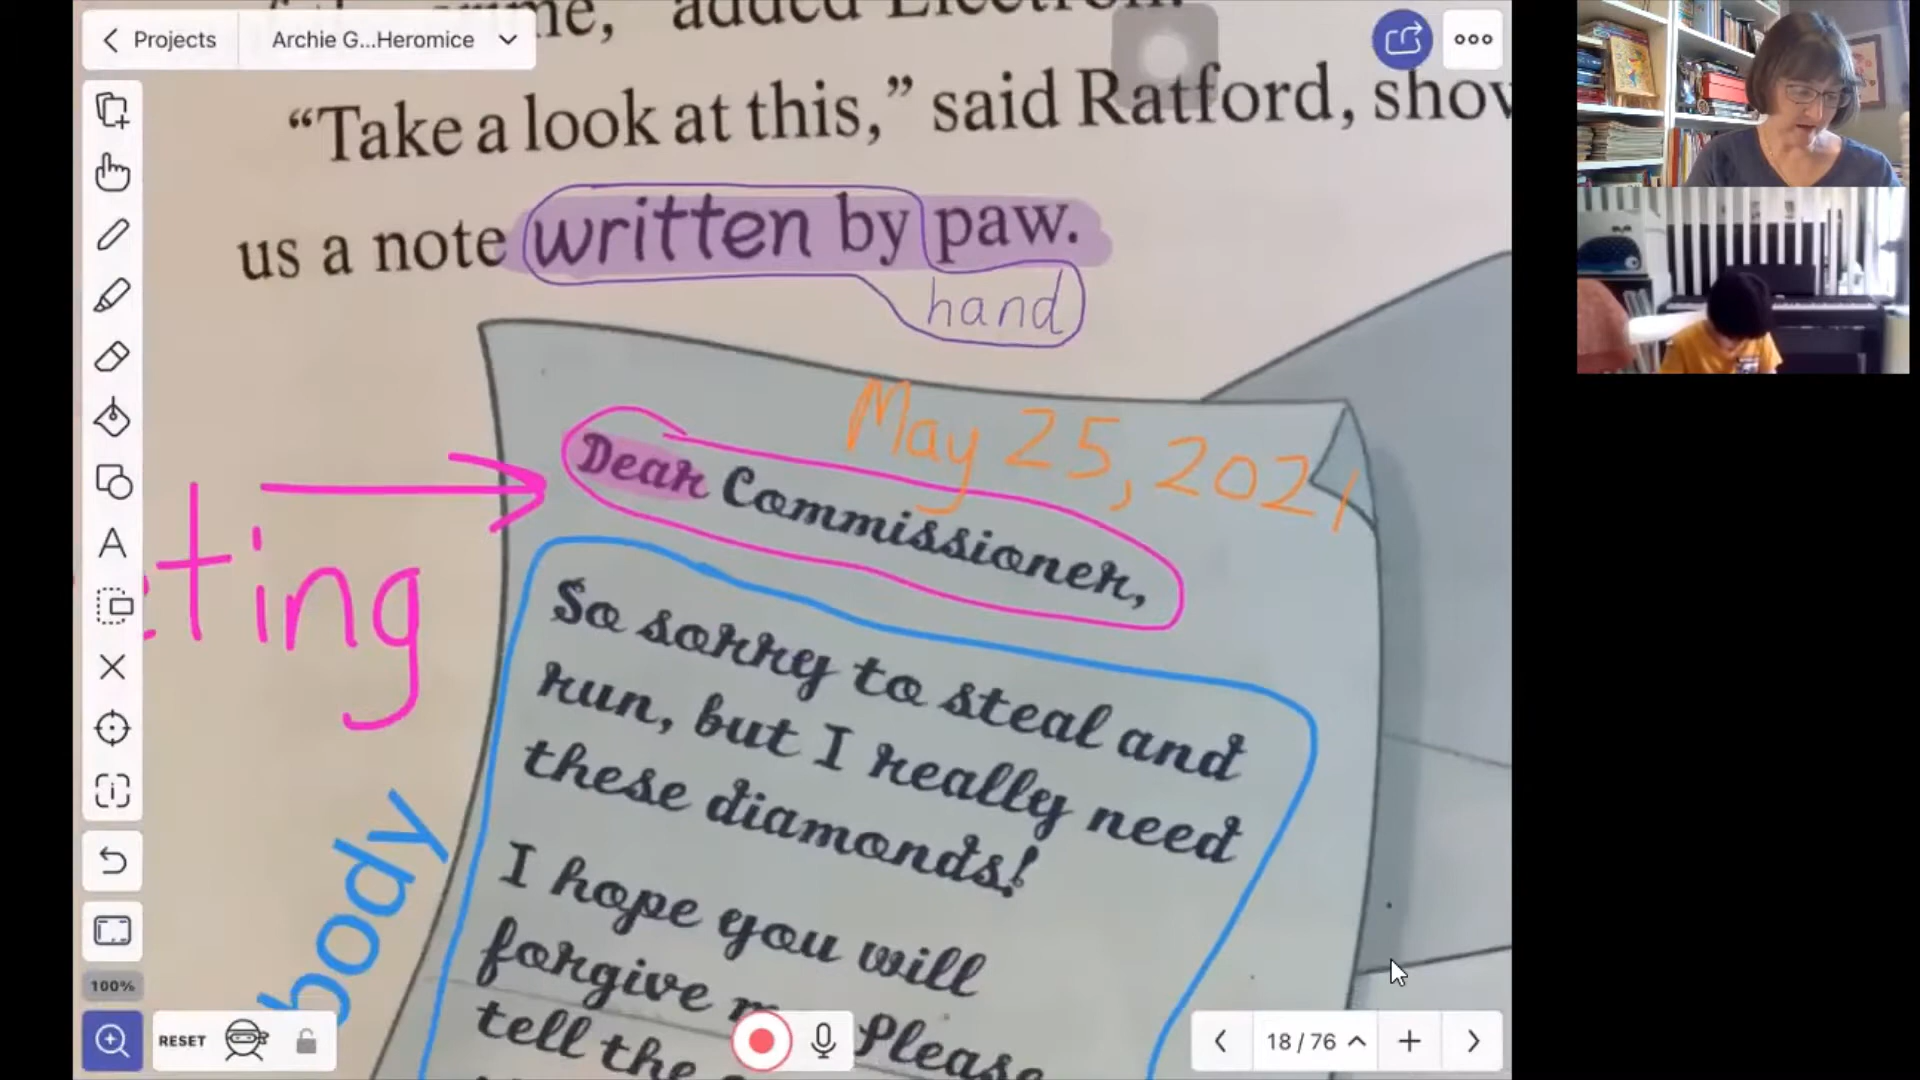 Projects
Archie G...Heromice
added Electron.
“Take a look at this,” said Ratford,
us a note written by paw.
hand
May 25, 2021
Dear Commissioner,
So sorry to steal and
run, but I really need
these diamonds!
I hope you will
forgive Please
tell the
ting
body
A
100%
RESET
18 / 76